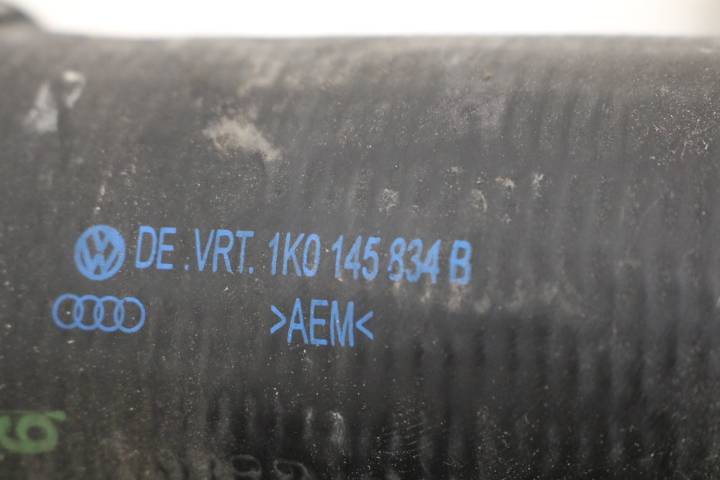 DE .VRT. 1K0 145 834 B
>AEM<